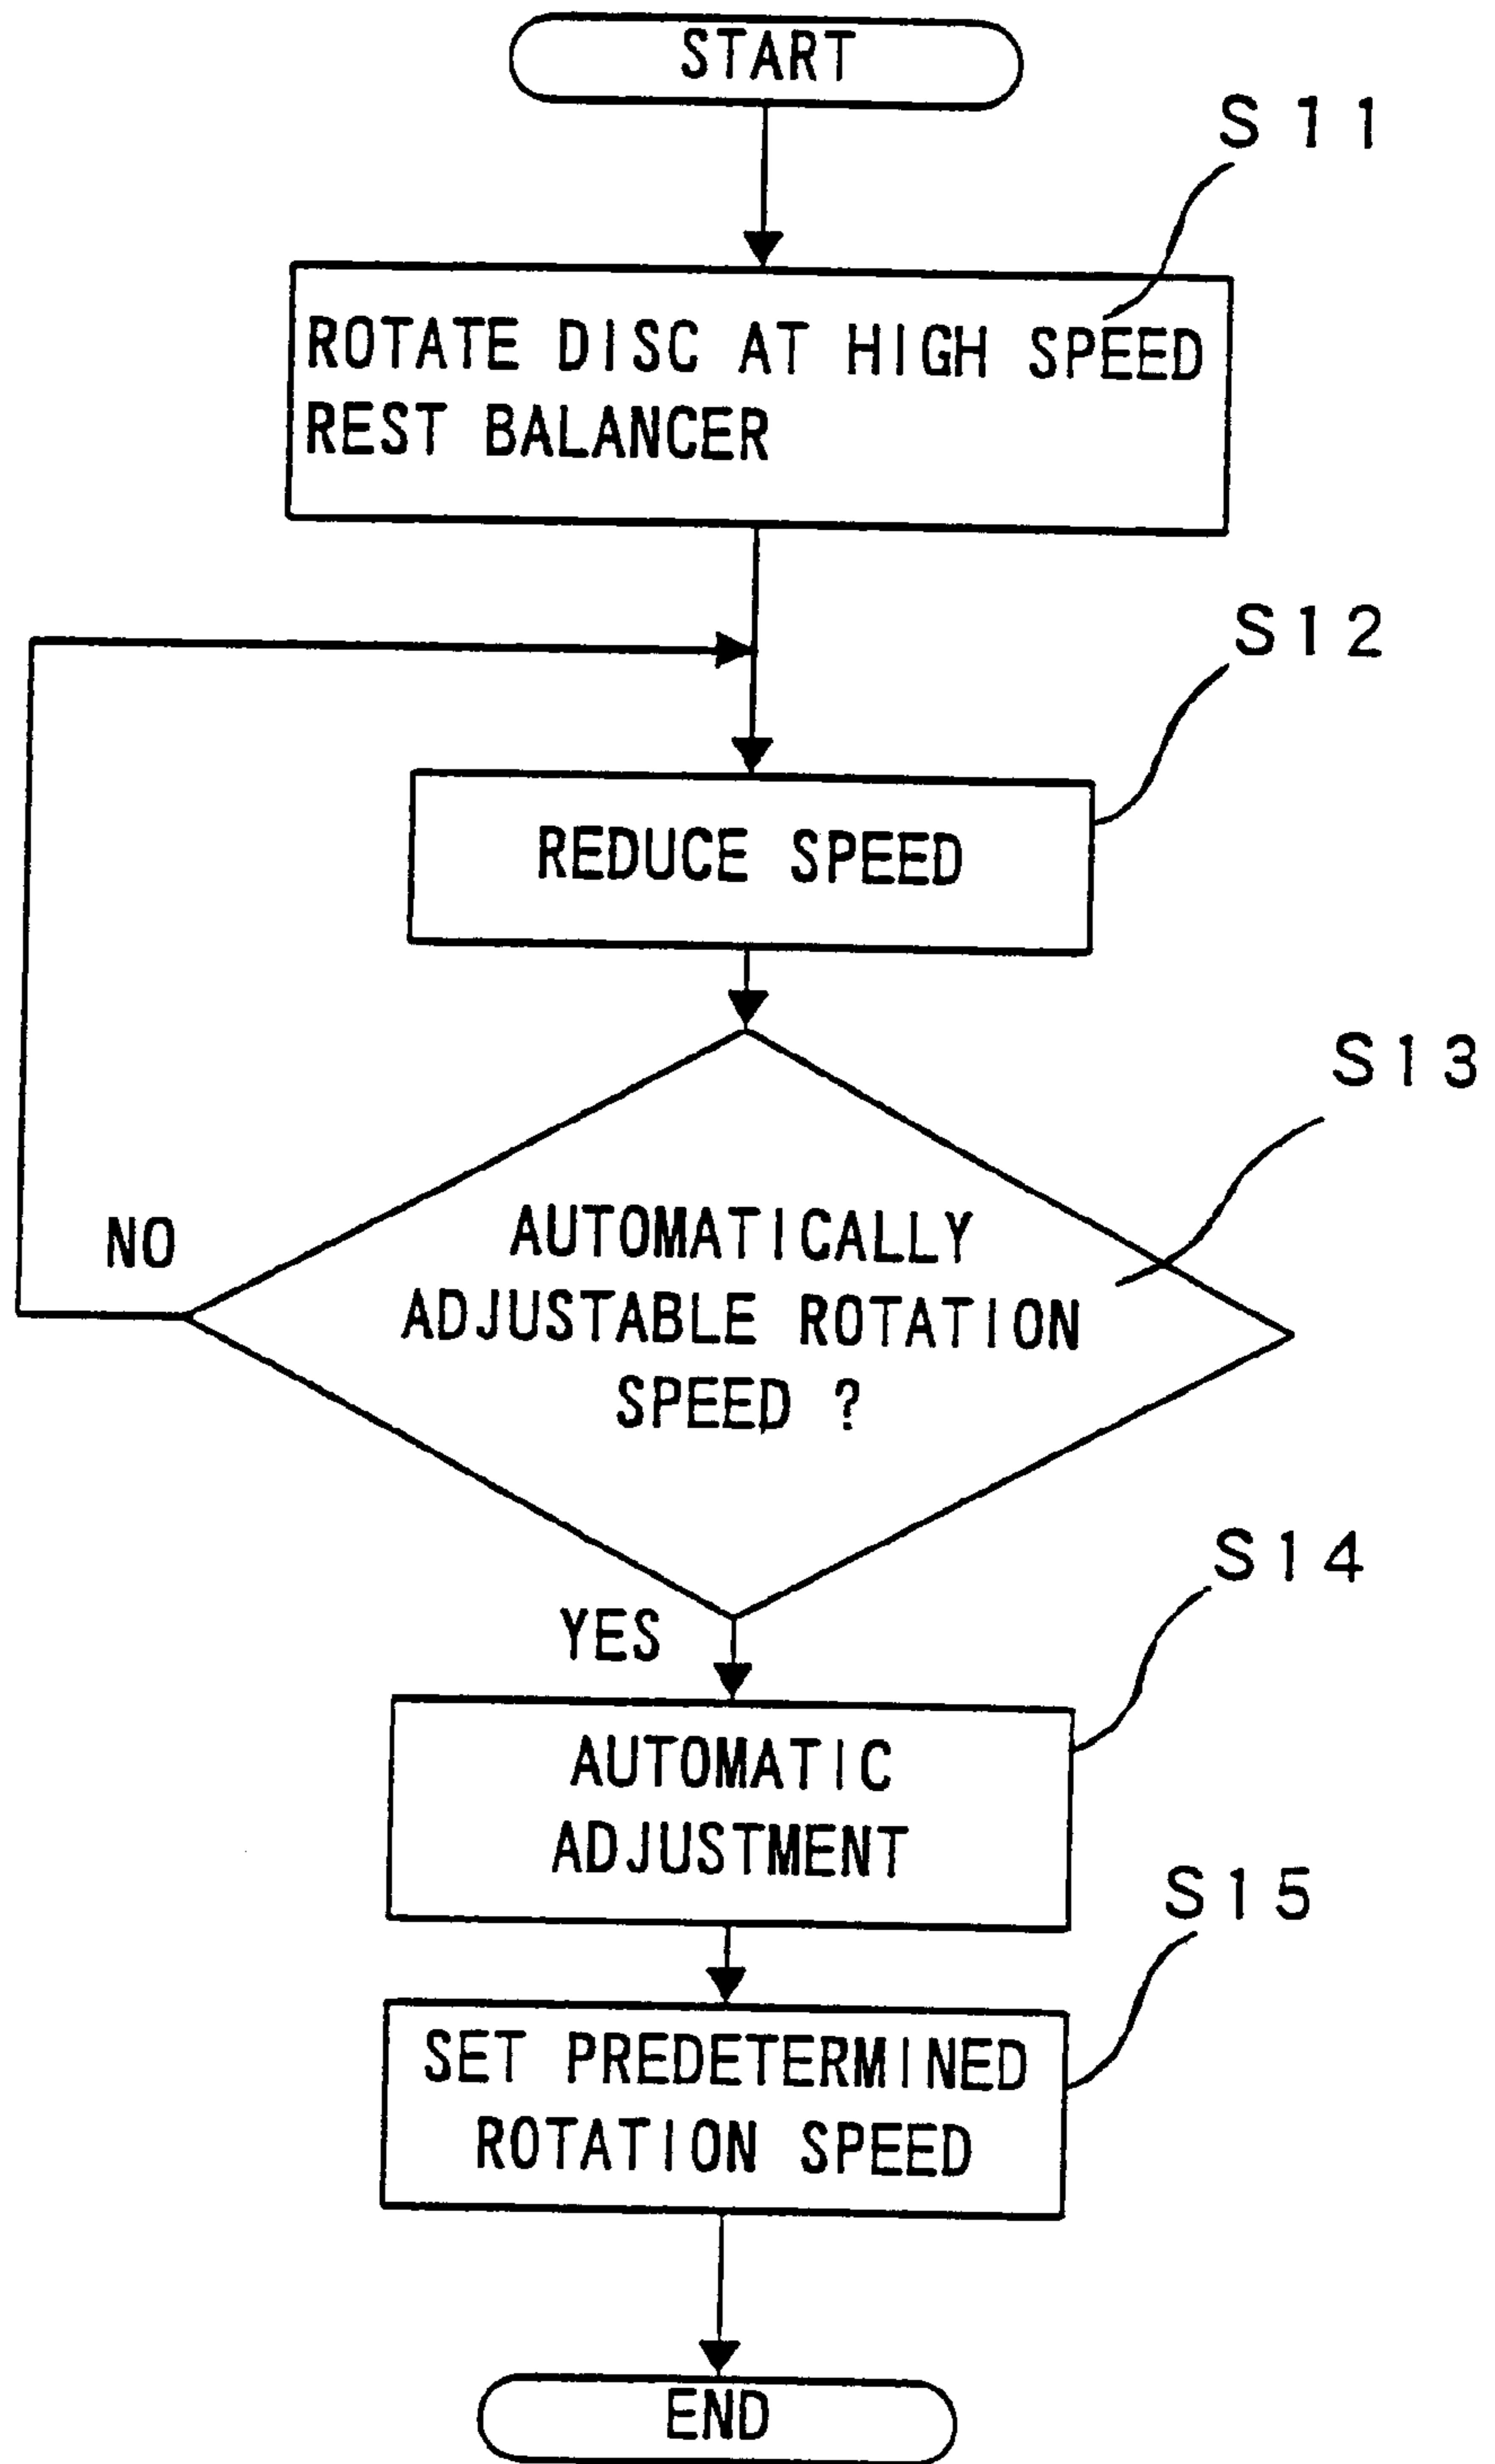 START
S11
ROTATE DISC AT HIGH SPEED
REST BALANCER
S12
REDUCE SPEED
S13
NO
AUTOMATICALLY
ADJUSTABLE ROTATION
SPEED ?
S14
YES
AUTOMATIC
ADJUSTMENT
S15
SET PREDETERMINED
ROTATION SPEED
END